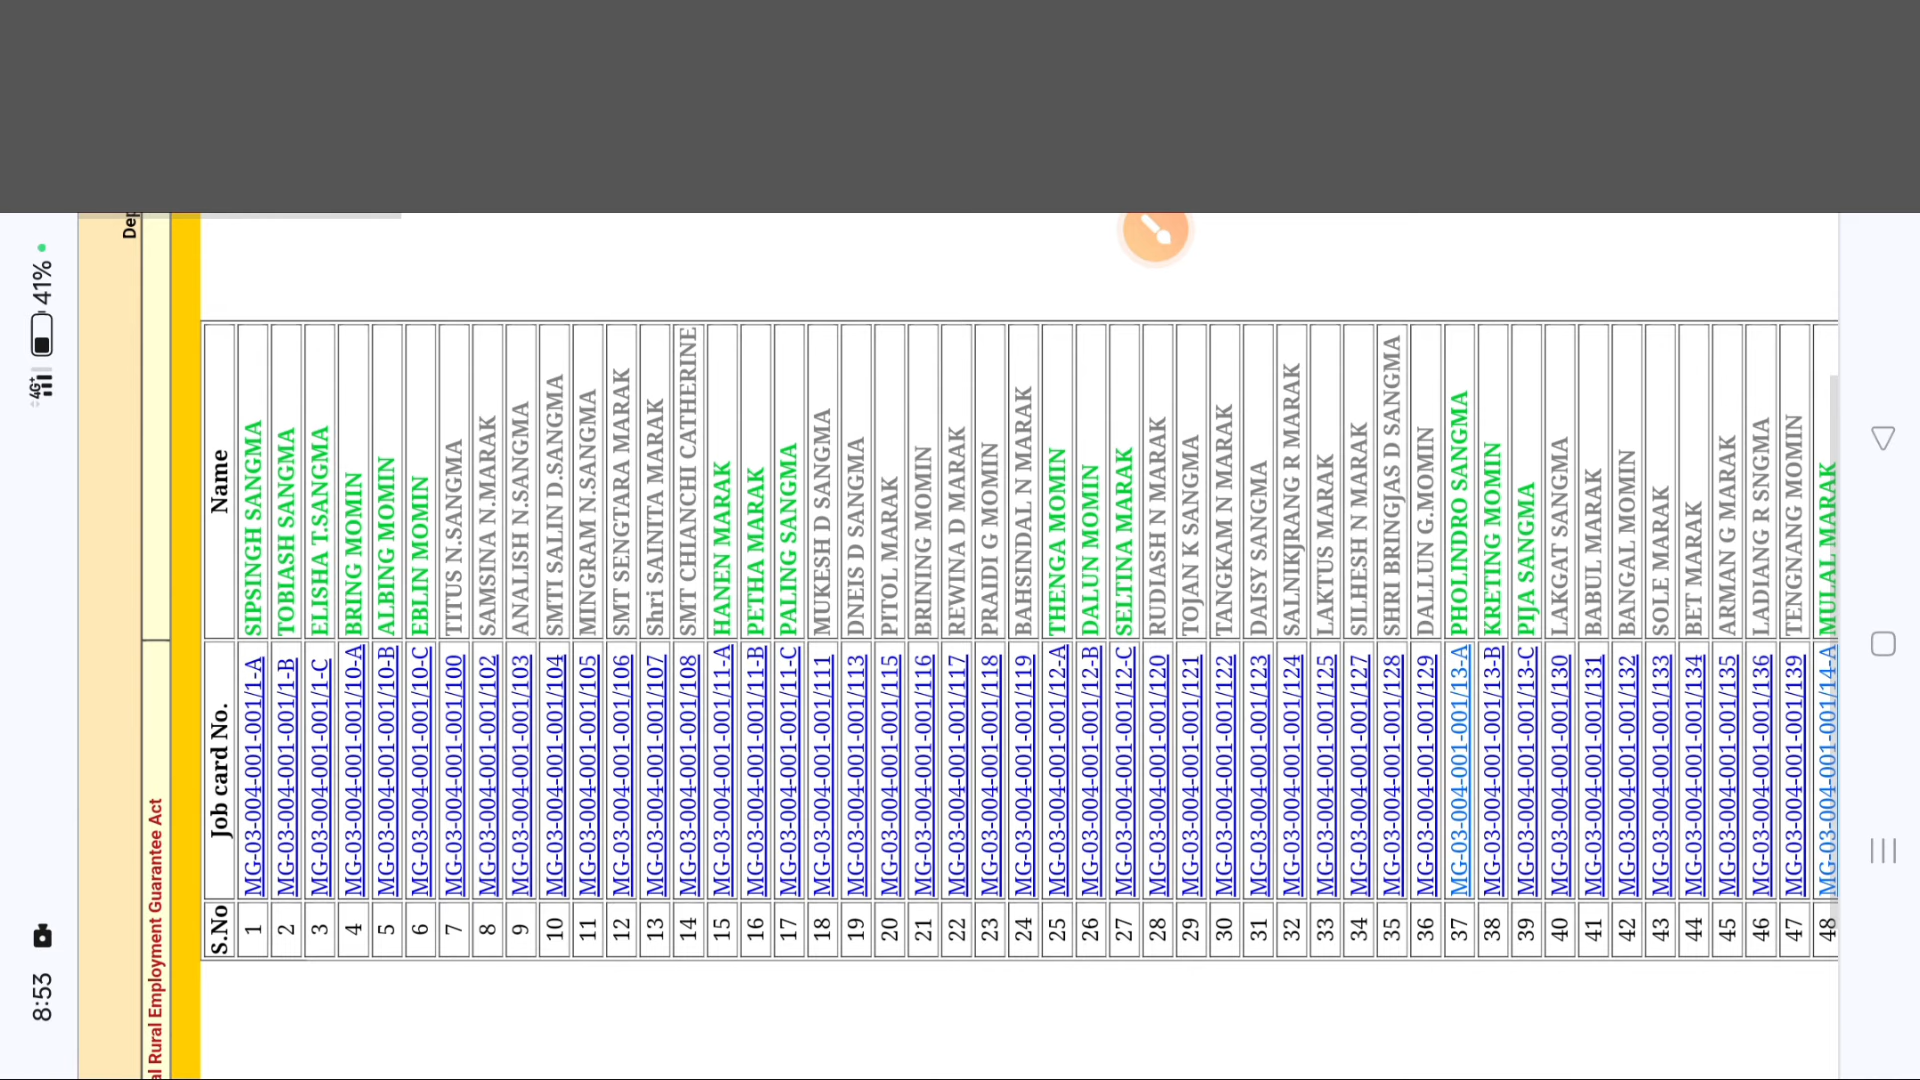 8:53
4G+
41%
Dep
al Rural Employment Guarantee Act
S.No Job card No. Name
1 MG-03-004-001-001/1-A SIPSINGH SANGMA
2 MG-03-004-001-001/1-B TOBIASH SANGMA
3 MG-03-004-001-001/1-C ELISHA T.SANGMA
4 MG-03-004-001-001/10-A BRING MOMIN
5 MG-03-004-001-001/10-B ALBING MOMIN
6 MG-03-004-001-001/10-C EBLIN MOMIN
7 MG-03-004-001-001/100 TITUS N.SANGMA
8 MG-03-004-001-001/102 SAMSINA N.MARAK
9 MG-03-004-001-001/103 ANALISH N.SANGMA
10 MG-03-004-001-001/104 SMTI SALIN D.SANGMA
11 MG-03-004-001-001/105 MINGRAM N.SANGMA
12 MG-03-004-001-001/106 SMT SENGTARA MARAK
13 MG-03-004-001-001/107 Shri SAINITA MARAK
14 MG-03-004-001-001/108 SMT CHIANCHI CATHERINE
15 MG-03-004-001-001/11-A HANEN MARAK
16 MG-03-004-001-001/11-B PETHA MARAK
17 MG-03-004-001-001/11-C PALING SANGMA
18 MG-03-004-001-001/111 MUKESH D SANGMA
19 MG-03-004-001-001/113 DNEIS D SANGMA
20 MG-03-004-001-001/115 PITOL MARAK
21 MG-03-004-001-001/116 BRINING MOMIN
22 MG-03-004-001-001/117 REWINA D MARAK
23 MG-03-004-001-001/118 PRAIDI G MOMIN
24 MG-03-004-001-001/119 BAHSINDAL N MARAK
25 MG-03-004-001-001/12-A THENGA MOMIN
26 MG-03-004-001-001/12-B DALUN MOMIN
27 MG-03-004-001-001/12-C SELTINA MARAK
28 MG-03-004-001-001/120 RUDIASH N MARAK
29 MG-03-004-001-001/121 TOJAN K SANGMA
30 MG-03-004-001-001/122 TANGKAM N MARAK
31 MG-03-004-001-001/123 DAISY SANGMA
32 MG-03-004-001-001/124 SALNIKJRANG R MARAK
33 MG-03-004-001-001/125 LAKTUS MARAK
34 MG-03-004-001-001/127 SILHESH N MARAK
35 MG-03-004-001-001/128 SHRI BRINGJAS D SANGMA
36 MG-03-004-001-001/129 DALLUN G.MOMIN
37 MG-03-004-001-001/13-A PHOLINDRO SANGMA
38 MG-03-004-001-001/13-B KRETING MOMIN
39 MG-03-004-001-001/13-C PIJA SANGMA
40 MG-03-004-001-001/130 LAKGAT SANGMA
41 MG-03-004-001-001/131 BABUL MARAK
42 MG-03-004-001-001/132 BANGAL MOMIN
43 MG-03-004-001-001/133 SOLE MARAK
44 MG-03-004-001-001/134 BET MARAK
45 MG-03-004-001-001/135 ARMAN G MARAK
46 MG-03-004-001-001/136 LADIANG R SNGMA
47 MG-03-004-001-001/139 TENGNANG MOMIN
48 MG-03-004-001-001/14-A MULAL MARAK